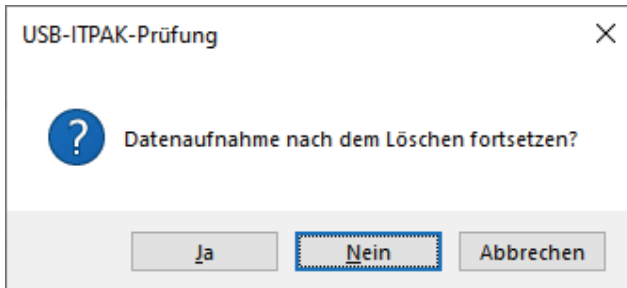 USB-ITPAK-Prüfung
Datenaufnahme nach dem Löschen fortsetzen?
Ja
Nein
Abbrechen